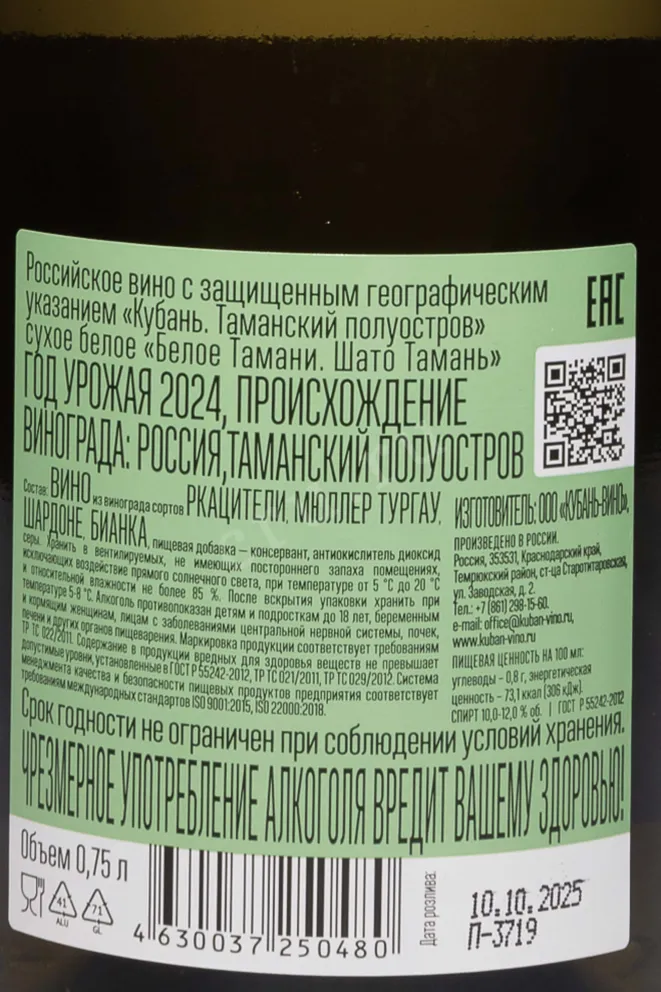 Российское вино с защищенным географическим
указанием «Кубань. Таманский полуостров»
сухое белое «Белое Тамани. Шато Тамань»
ГОД УРОЖАЯ 2024, ПРОИСХОЖДЕНИЕ
ВИНОГРАДА: РОССИЯ,ТАМАНСКИЙ ПОЛУОСТРОВ
EAC
Состав: ВИНО из винограда сортов РКАЦИТЕЛИ, МЮЛЛЕР ТУРГАУ,
ШАРДОНЕ, БИАНКА, пищевая добавка – консервант, антиокислитель диоксид
серы. Хранить в вентилируемых, не имеющих постороннего запаха помещениях,
исключающих воздействие прямого солнечного света, при температуре от 5 °C до 20 °C
и относительной влажности не более 85 %. После вскрытия упаковки хранить при
температуре 5-8 °C. Алкоголь противопоказан детям и подросткам до 18 лет, беременным
и кормящим женщинам, лицам с заболеваниями центральной нервной системы, почек,
печени и других органов пищеварения. Маркировка продукции соответствует требованиям
ТР ТС 022/2011. Содержание в продукции вредных для здоровья веществ не превышает
допустимые уровни, установленные в ГОСТ Р 55242-2012, ТР ТС 021/2011, ТР ТС 029/2012. Система
менеджмента качества и безопасности пищевых продуктов предприятия соответствует
требованиям международных стандартов ISO 9001:2015, ISO 22000:2018.
ИЗГОТОВИТЕЛЬ: ООО «КУБАНЬ-ВИНО»,
ПРОИЗВЕДЕНО В РОССИИ.
Россия, 353531, Краснодарский край,
Темрюкский район, ст-ца Старотитаровская,
ул. Заводская, д. 2.
Тел.: +7 (861) 298-15-60.
e-mail: office@kuban-vino.ru,
www.kuban-vino.ru
ПИЩЕВАЯ ЦЕННОСТЬ НА 100 МЛ:
углеводы – 0,8 г, энергетическая
ценность – 73,1 ккал (306 кДж).
СПИРТ 10,0-12,0% об. | ГОСТ Р 55242-2012
Срок годности не ограничен при соблюдении условий хранения.
ЧРЕЗМЕРНОЕ УПОТРЕБЛЕНИЕ АЛКОГОЛЯ ВРЕДИТ ВАШЕМУ ЗДОРОВЬЮ!
Объем 0,75 л
41
ALU
71
GL
4 630037 250480
Дата розлива:
10.10.2025
П-3719